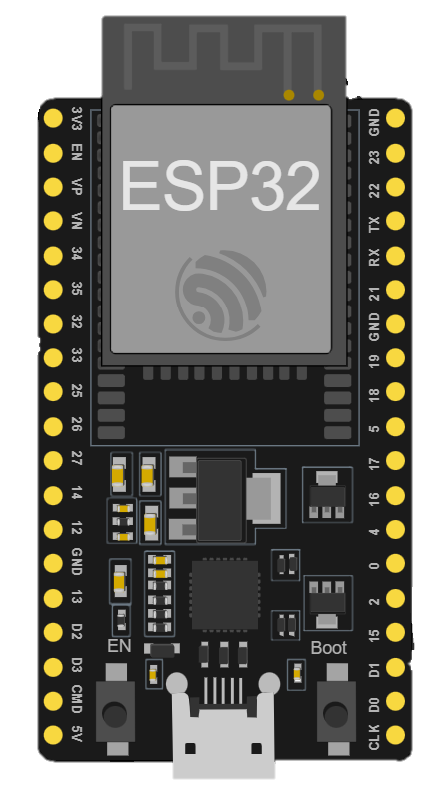 ESP32
3V3
EN
VP
VN
34
35
32
33
25
26
27
14
12
GND
13
D2
D3
CMD
5V
GND
23
22
TX
RX
21
GND
19
18
5
17
16
4
0
2
15
D1
D0
CLK
EN
Boot